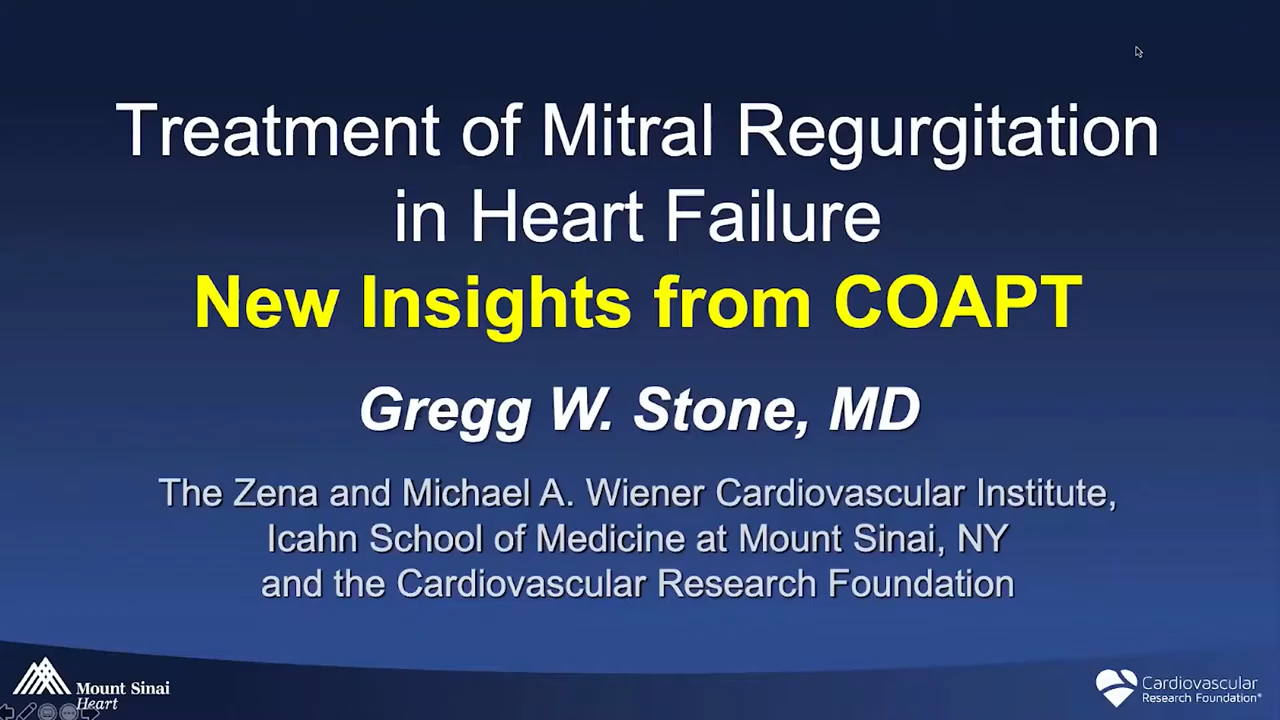 Treatment of Mitral Regurgitation
in Heart Failure
New Insights from COAPT
Gregg W. Stone, MD
The Zena and Michael A. Wiener Cardiovascular Institute,
Icahn School of Medicine at Mount Sinai, NY
and the Cardiovascular Research Foundation
Mount Sinai
Heart
Cardiovascular
Research Foundation®